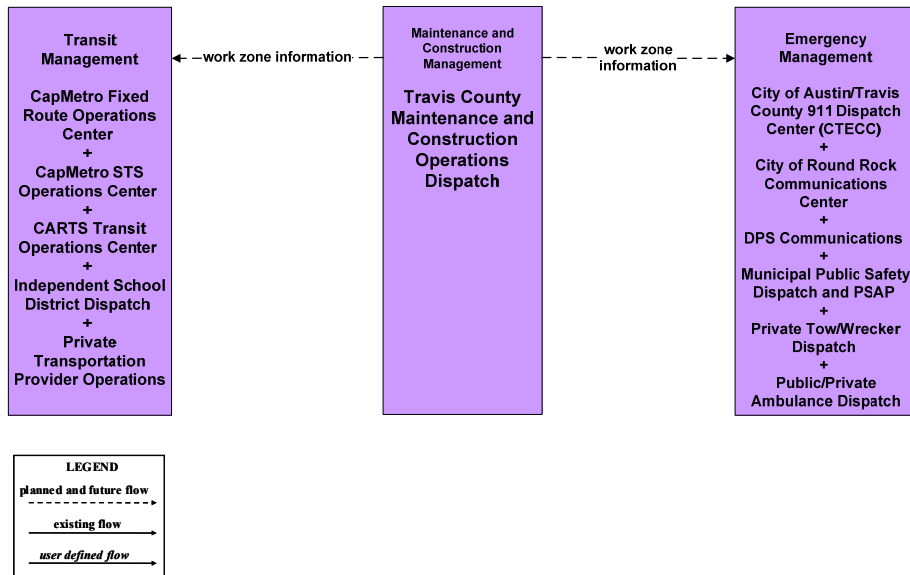 Transit
Management
CapMetro Fixed
Route Operations
Center
+
CapMetro STS
Operations Center
+
CARTS Transit
Operations Center
+
Independent School
District Dispatch
+
Private
Transportation
Provider Operations
work zone information
Maintenance and
Construction
Management
Travis County
Maintenance and
Construction
Operations
Dispatch
work zone
information
Emergency
Management
City of Austin/Travis
County 911 Dispatch
Center (CTECC)
+
City of Round Rock
Communications
Center
+
DPS Communications
+
Municipal Public Safety
Dispatch and PSAP
+
Private Tow/Wrecker
Dispatch
+
Public/Private
Ambulance Dispatch
LEGEND
planned and future flow
existing flow
user defined flow